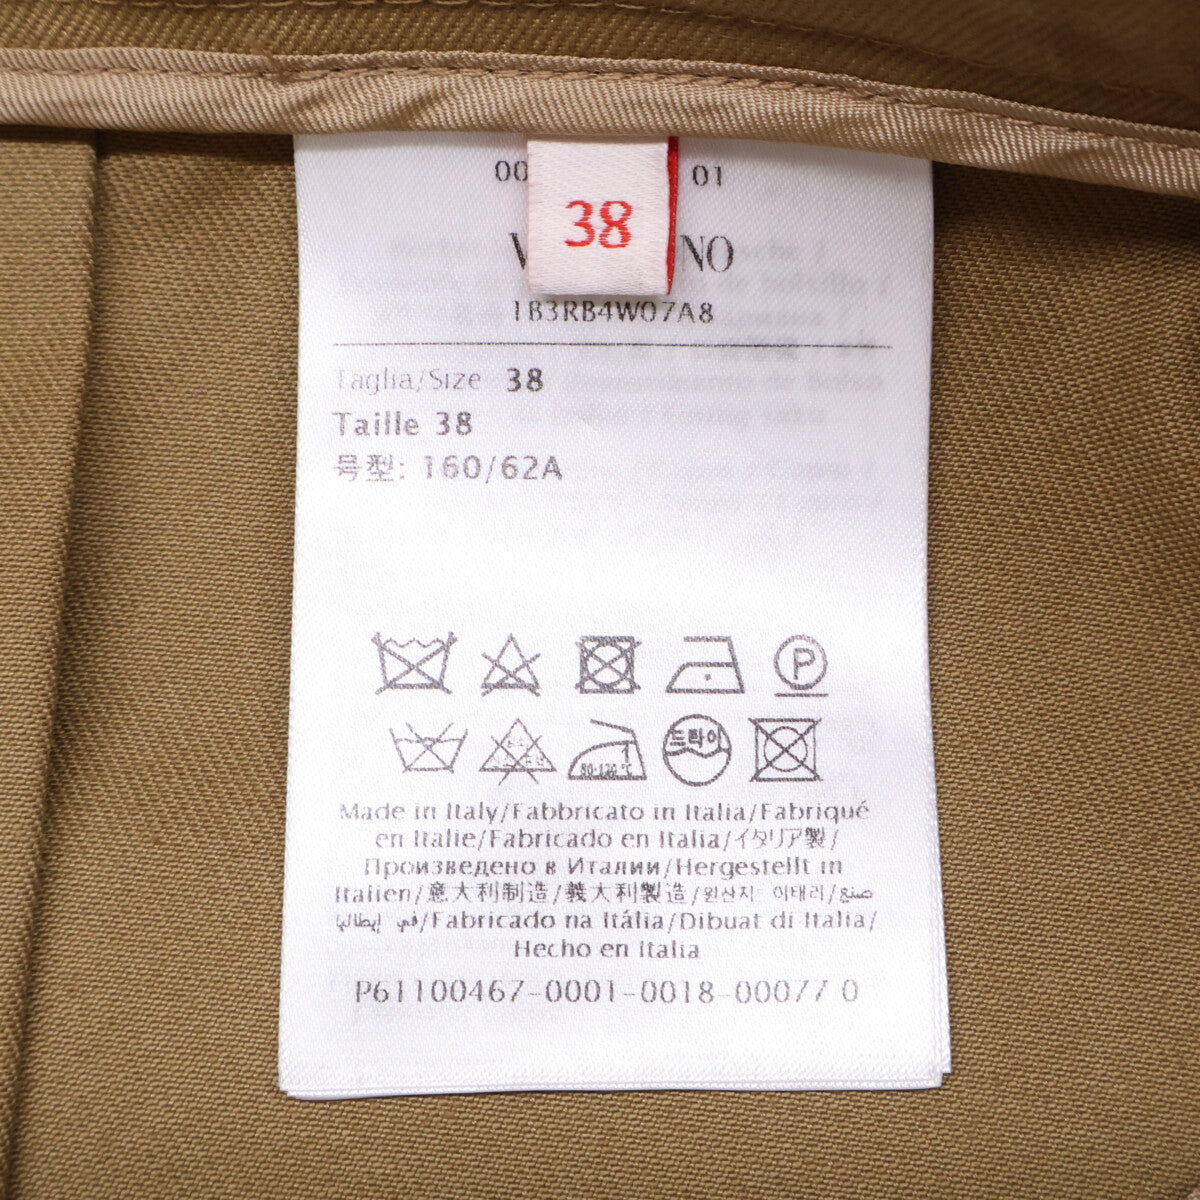 00 01
38
V NO
1B3RB4W07A8
Taglia/Size 38
Taille 38
号型: 160/62A
P
드라이
1
80-120 °C
Made in Italy/Fabbricato in Italia/Fabriqué
en Italie/Fabricado en Italia/イタリア製/
Произведено в Италии/Hergestellt in
Italien/意大利制造/義大利製造/원산지: 이태리/صنع
في إيطاليا/Fabricado na Itália/Dibuat di Italia/
Hecho en Italia
P61100467-0001-0018-00077 0